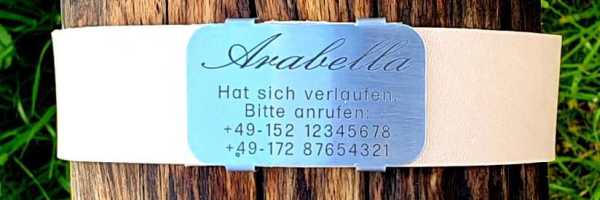 Arabella
Hat sich verlaufen.
Bitte anrufen:
+49-152 12345678
+49-172 87654321